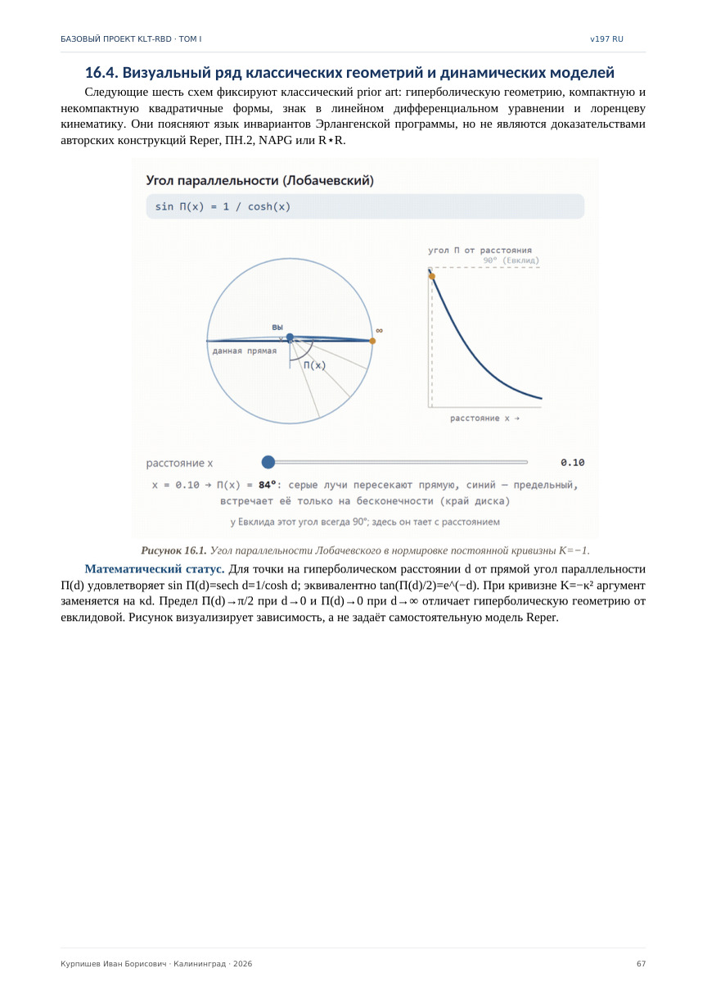 БАЗОВЫЙ ПРОЕКТ KLT-RBD · ТОМ I
v197 RU
16.4. Визуальный ряд классических геометрий и динамических моделей
Следующие шесть схем фиксируют классический prior art: гиперболическую геометрию, компактную и
некомпактную квадратичные формы, знак в линейном дифференциальном уравнении и лоренцеву
кинематику. Они поясняют язык инвариантов Эрлангенской программы, но не являются доказательствами
авторских конструкций Reper, ПН.2, NAPG или R⋆R.
Угол параллельности (Лобачевский)
sin Π(x) = 1 / cosh(x)
угол Π от расстояния
90° (Евклид)
вы
∞
x
данная прямая
Π(x)
расстояние x →
расстояние x
0.10
x = 0.10 → Π(x) = 84°: серые лучи пересекают прямую, синий — предельный,
встречает её только на бесконечности (край диска)
у Евклида этот угол всегда 90°; здесь он тает с расстоянием
Рисунок 16.1. Угол параллельности Лобачевского в нормировке постоянной кривизны K=−1.
Математический статус. Для точки на гиперболическом расстоянии d от прямой угол параллельности
Π(d) удовлетворяет sin Π(d)=sech d=1/cosh d; эквивалентно tan(Π(d)/2)=e^(−d). При кривизне K=−κ² аргумент
заменяется на κd. Предел Π(d)→π/2 при d→0 и Π(d)→0 при d→∞ отличает гиперболическую геометрию от
евклидовой. Рисунок визуализирует зависимость, а не задаёт самостоятельную модель Reper.
Курпишев Иван Борисович · Калининград · 2026
67